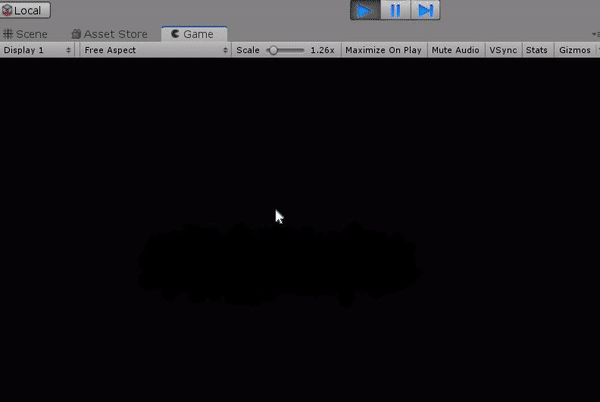 Local
Scene Asset Store Game
Display 1 Free Aspect Scale 1.26x Maximize On Play Mute Audio VSync Stats Gizmos